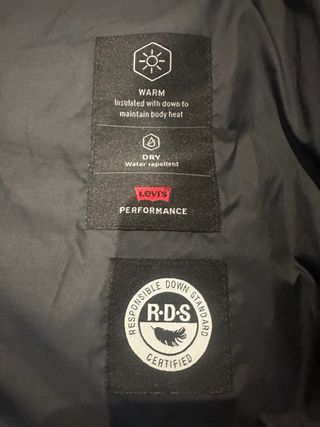 WARM
Insulated with down to
maintain body heat
DRY
Water repellent
Levi's
PERFORMANCE
RESPONSIBLE DOWN STANDARD
R·D·S
CERTIFIED